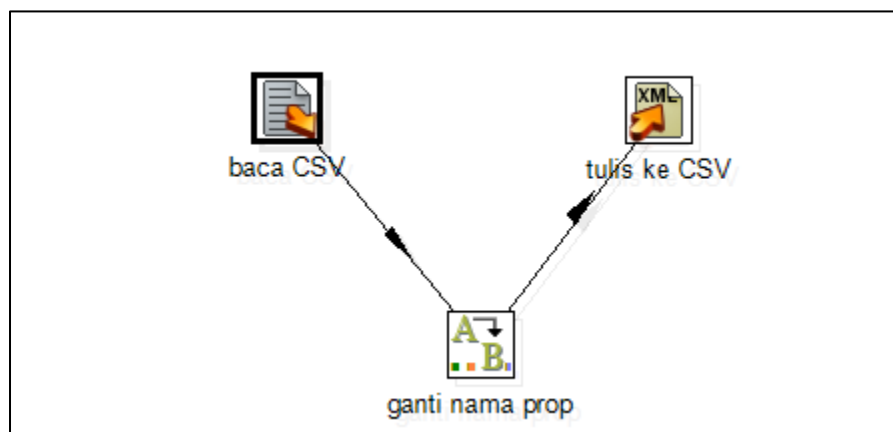 XML
baca CSV
tulis ke CSV
A
B
ganti nama prop